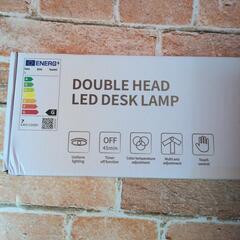 ENERG
DOUBLE HEAD
LED DESK LAMP
G
7
OFF
45min
Uniform
lighting
Timer
off function
Color temperature
adjustment
Multi axis
adjustment
Touch
control